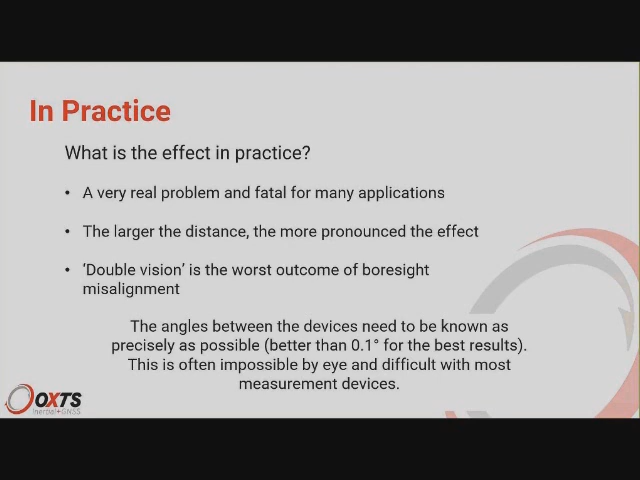 In Practice
What is the effect in practice?
• A very real problem and fatal for many applications
• The larger the distance, the more pronounced the effect
• ‘Double vision’ is the worst outcome of boresight
misalignment
The angles between the devices need to be known as
precisely as possible (better than 0.1° for the best results).
This is often impossible by eye and difficult with most
measurement devices.
OXTS
Inertial+GNSS